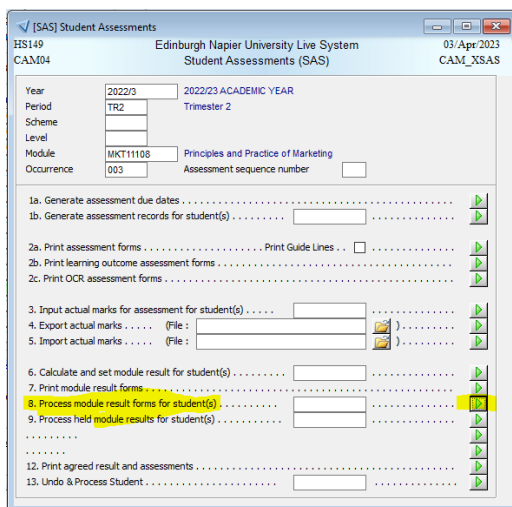 [SAS] Student Assessments
HS149 Edinburgh Napier University Live System 03/Apr/2023
CAM04 Student Assessments (SAS) CAM_XSAS
Year 2022/3 2022/23 ACADEMIC YEAR
Period TR2 Trimester 2
Scheme
Level
Module MKT11108 Principles and Practice of Marketing
Occurrence 003 Assessment sequence number
1a. Generate assessment due dates . . . . . . . . . . . . . . . . . . . . . . . . . . . . . . . . . . . . . . . . . .
1b. Generate assessment records for student(s) . . . . . . . . . . . . . . . . . . . . . . .
2a. Print assessment forms . . . . . . . . . . . . . . . . . . Print Guide Lines . . . . . . . . . . . . . . . . .
2b. Print learning outcome assessment forms . . . . . . . . . . . . . . . . . . . . . . . . . . . . . . . . . . . .
2c. Print OCR assessment forms . . . . . . . . . . . . . . . . . . . . . . . . . . . . . . . . . . . . . . . . . . . .
3. Input actual marks for assessment for student(s) . . . . . . . . . . . . . . . . . . .
4. Export actual marks . . . . . (File : ) . . . . . . . . .
5. Import actual marks . . . . . (File : ) . . . . . . . . .
6. Calculate and set module result for student(s) . . . . . . . . . . . . . . . . . . . . . .
7. Print module result forms . . . . . . . . . . . . . . . . . . . . . . . . . . . . . . . . . . . . . . . . . . . . . .
8. Process module result forms for student(s) . . . . . . . . . . . . . . . . . . . . . . . .
9. Process held module results for student(s) . . . . . . . . . . . . . . . . . . . . . . . .
. . . . . . . . .
. . . . . . .
12. Print agreed result and assessments . . . . . . . . . . . . . . . . . . . . . . . . . . . . . . . . . . . . . . .
13. Undo & Process Student . . . . . . . . . . . . . . . . . . . . . . . . . . . . . . . . . . .